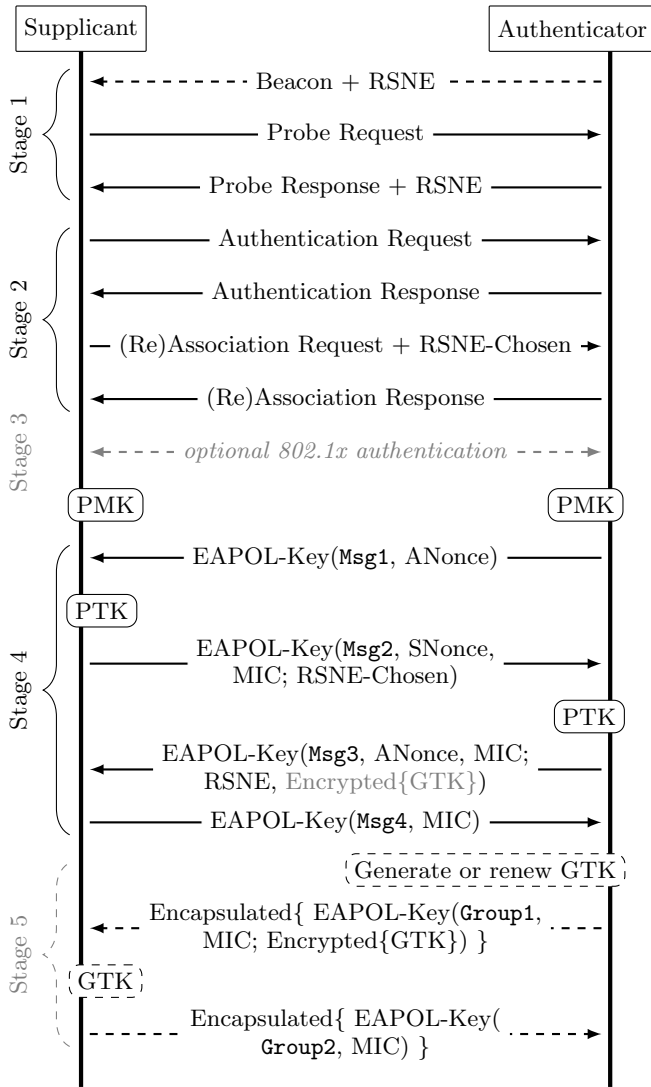 Supplicant
Authenticator
Stage 1
Beacon + RSNE
Probe Request
Probe Response + RSNE
Stage 2
Authentication Request
Authentication Response
(Re)Association Request + RSNE-Chosen
(Re)Association Response
Stage 3
optional 802.1x authentication
PMK
PMK
Stage 4
EAPOL-Key(Msg1, ANonce)
PTK
EAPOL-Key(Msg2, SNonce,
MIC; RSNE-Chosen)
PTK
EAPOL-Key(Msg3, ANonce, MIC;
RSNE, Encrypted{GTK})
EAPOL-Key(Msg4, MIC)
Generate or renew GTK
Stage 5
Encapsulated{ EAPOL-Key(Group1,
MIC; Encrypted{GTK}) }
GTK
Encapsulated{ EAPOL-Key(
Group2, MIC) }